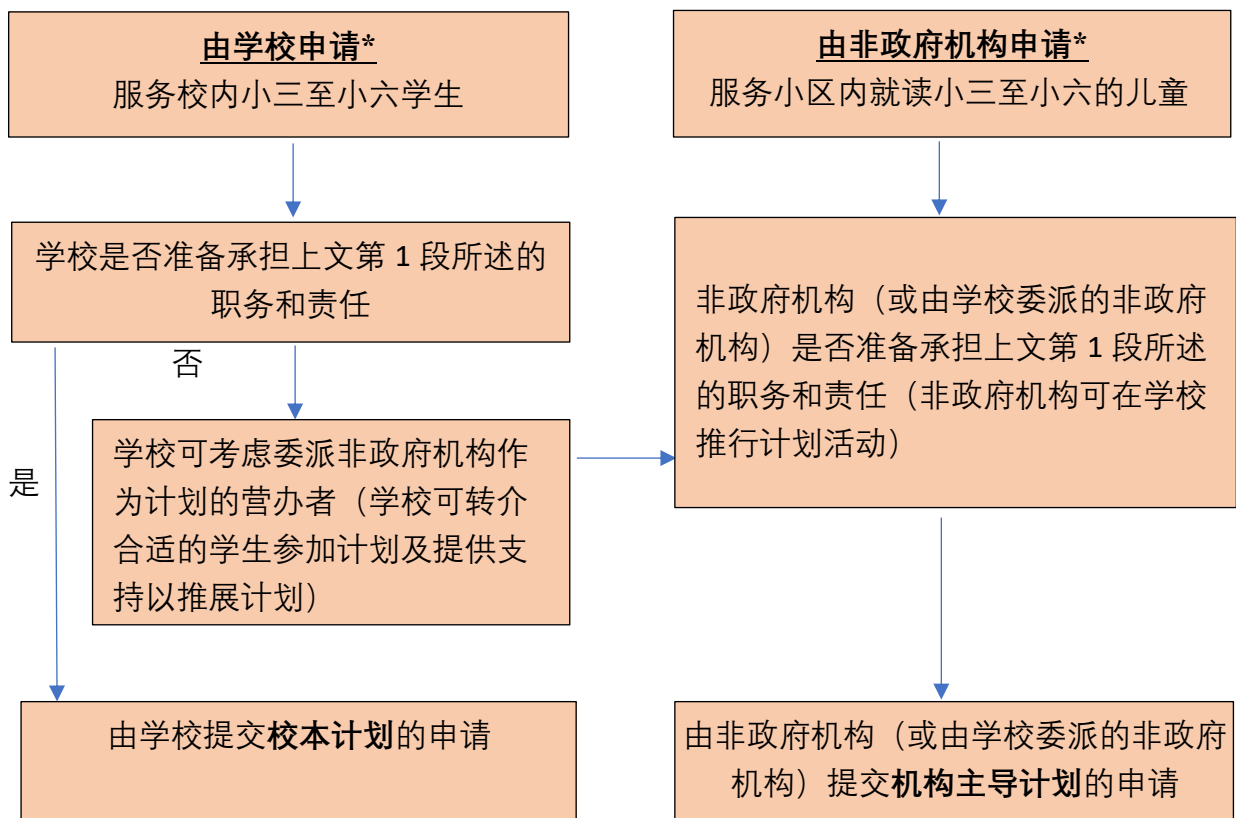 由学校申请*
服务校内小三至小六学生
由非政府机构申请*
服务小区内就读小三至小六的儿童
学校是否准备承担上文第 1 段所述的
职务和责任
否
是
学校可考虑委派非政府机构作
为计划的营办者（学校可转介
合适的学生参加计划及提供支
持以推展计划）
非政府机构（或由学校委派的非政府
机构）是否准备承担上文第 1 段所述
的职务和责任（非政府机构可在学校
推行计划活动）
由学校提交校本计划的申请
由非政府机构（或由学校委派的非政府
机构）提交机构主导计划的申请